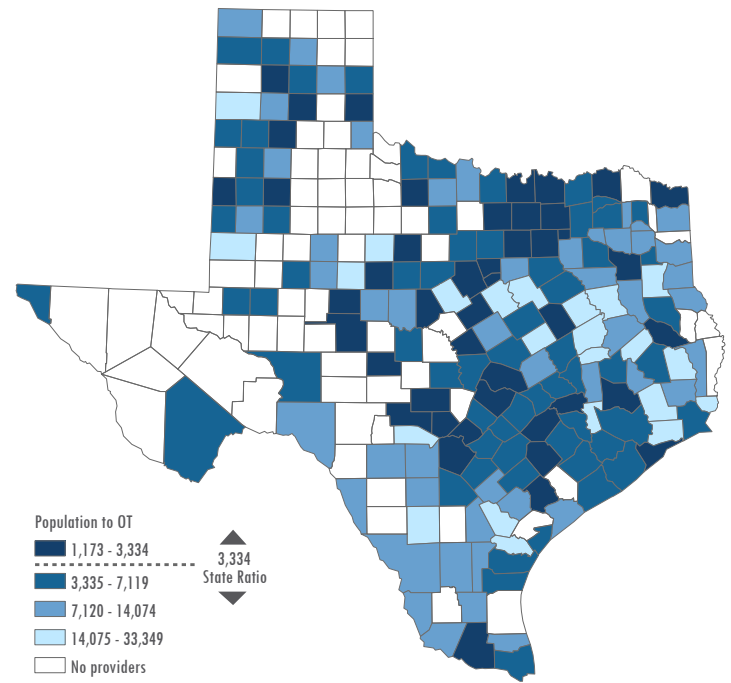 Population to OT
1,173 - 3,334
3,335 - 7,119
7,120 - 14,074
14,075 - 33,349
No providers
3,334
State Ratio